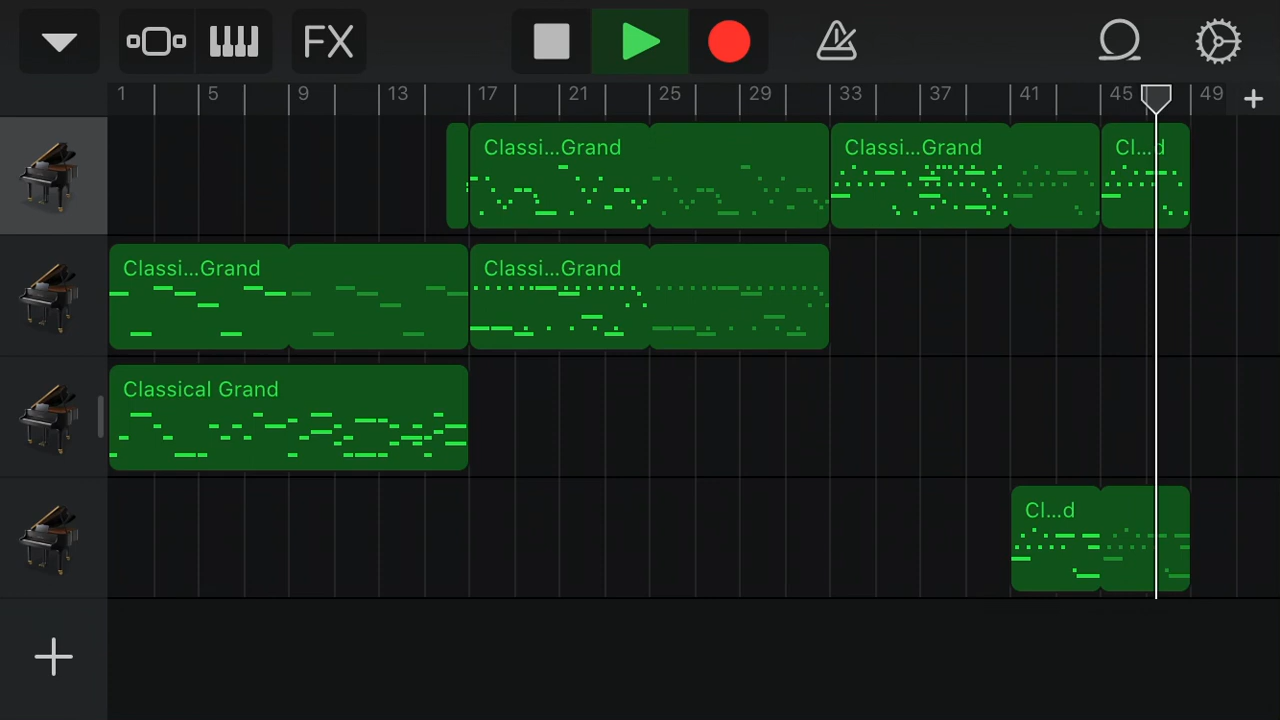 FX
1 5 9 13 17 21 25 29 33 37 41 45 49
Classi...Grand Classi...Grand Cl...d
Classi...Grand Classi...Grand
Classical Grand
Cl...d